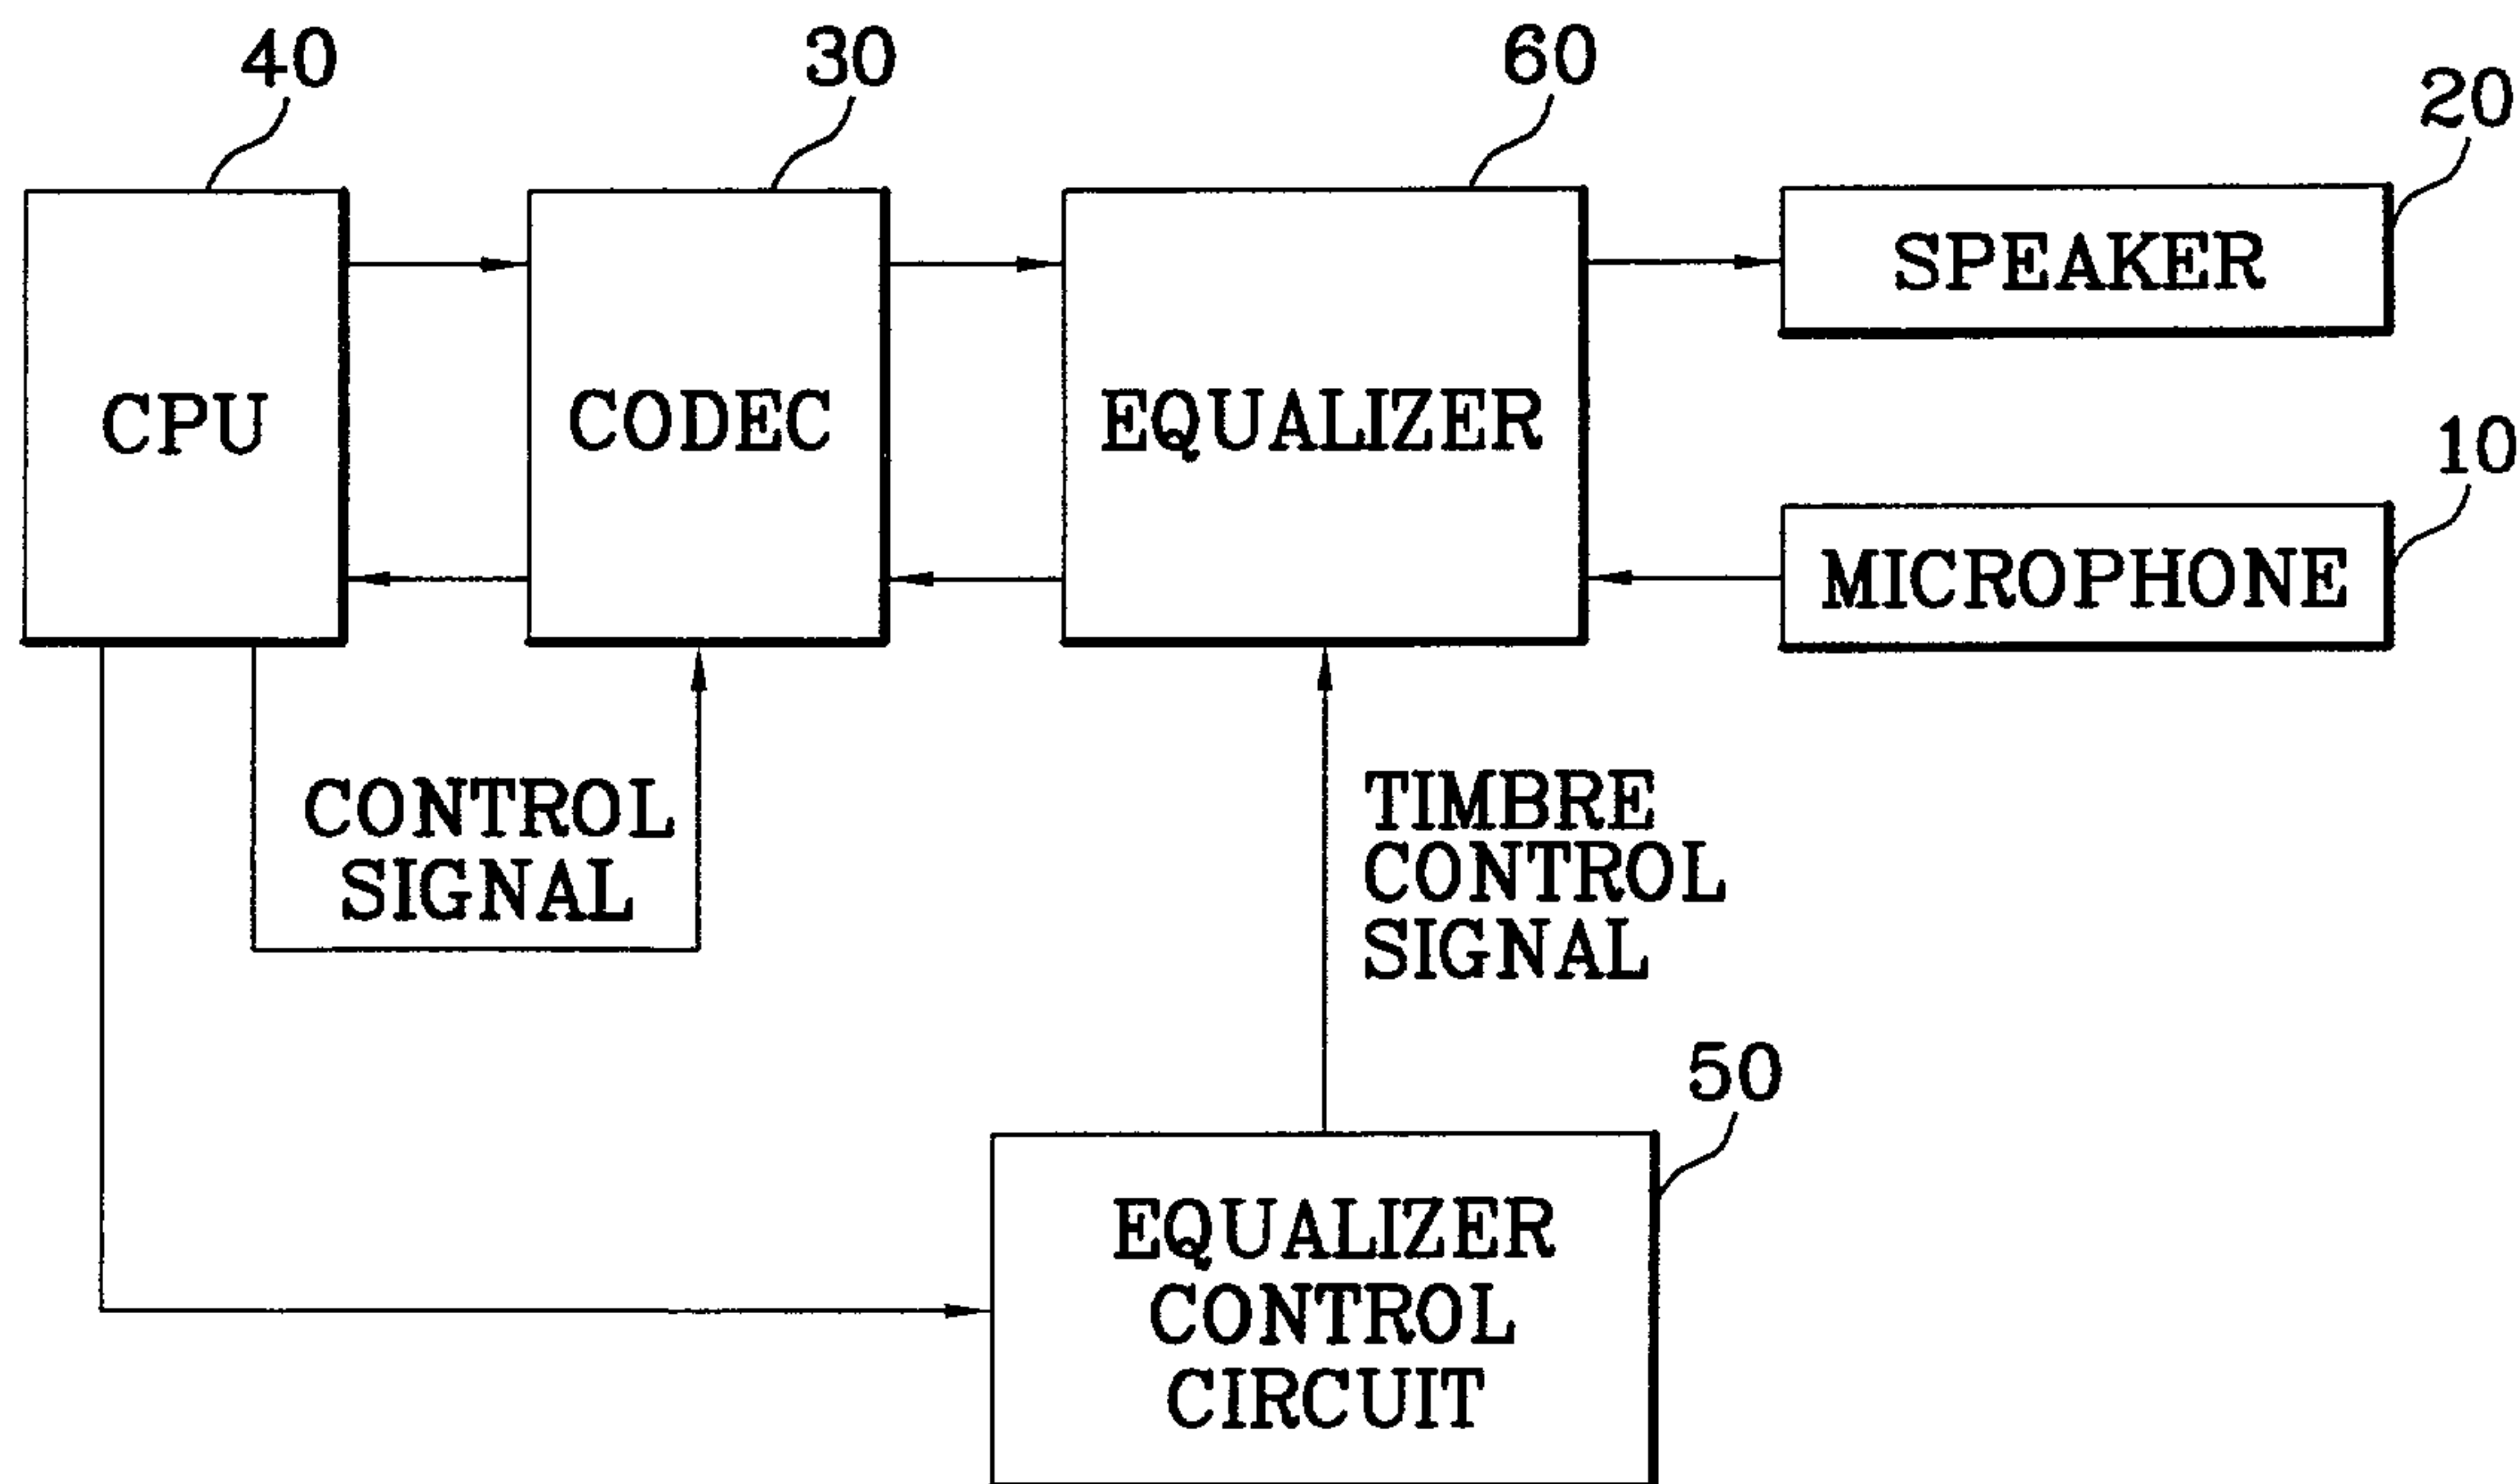 40
30
60
20
CPU
CODEC
EQUALIZER
SPEAKER
10
MICROPHONE
CONTROL
SIGNAL
TIMBRE
CONTROL
SIGNAL
50
EQUALIZER
CONTROL
CIRCUIT